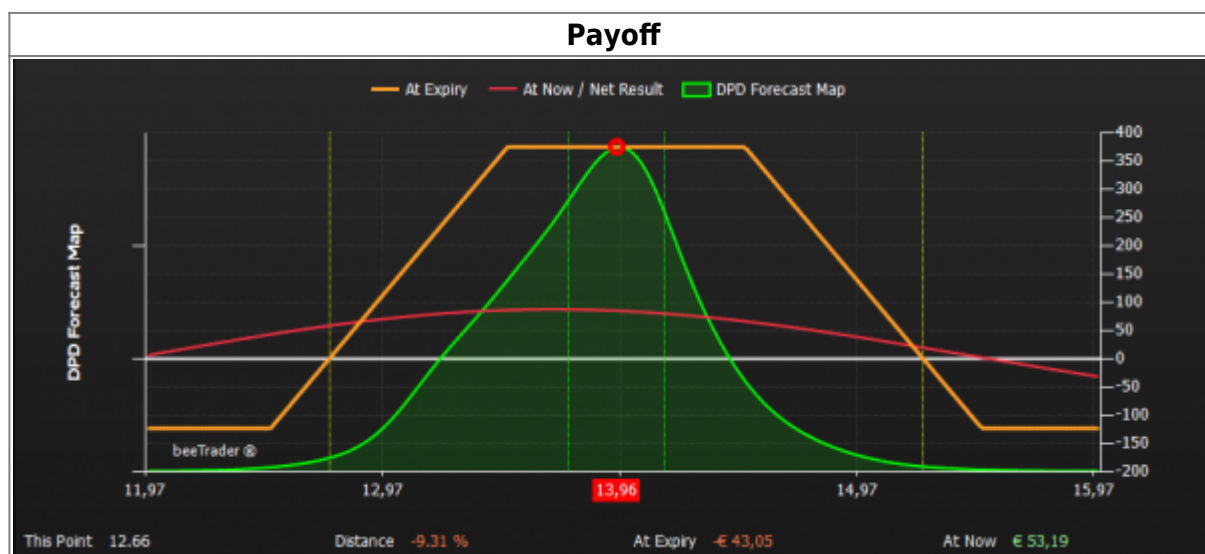 Payoff
At Expiry At Now / Net Result DPD Forecast Map
400
350
300
250
200
150
100
50
0
-50
-100
-150
-200
DPD Forecast Map
beeTrader ®
11,97 12,97 13,96 14,97 15,97
This Point 12.66 Distance -9.31 % At Expiry -€ 43,05 At Now € 53,19